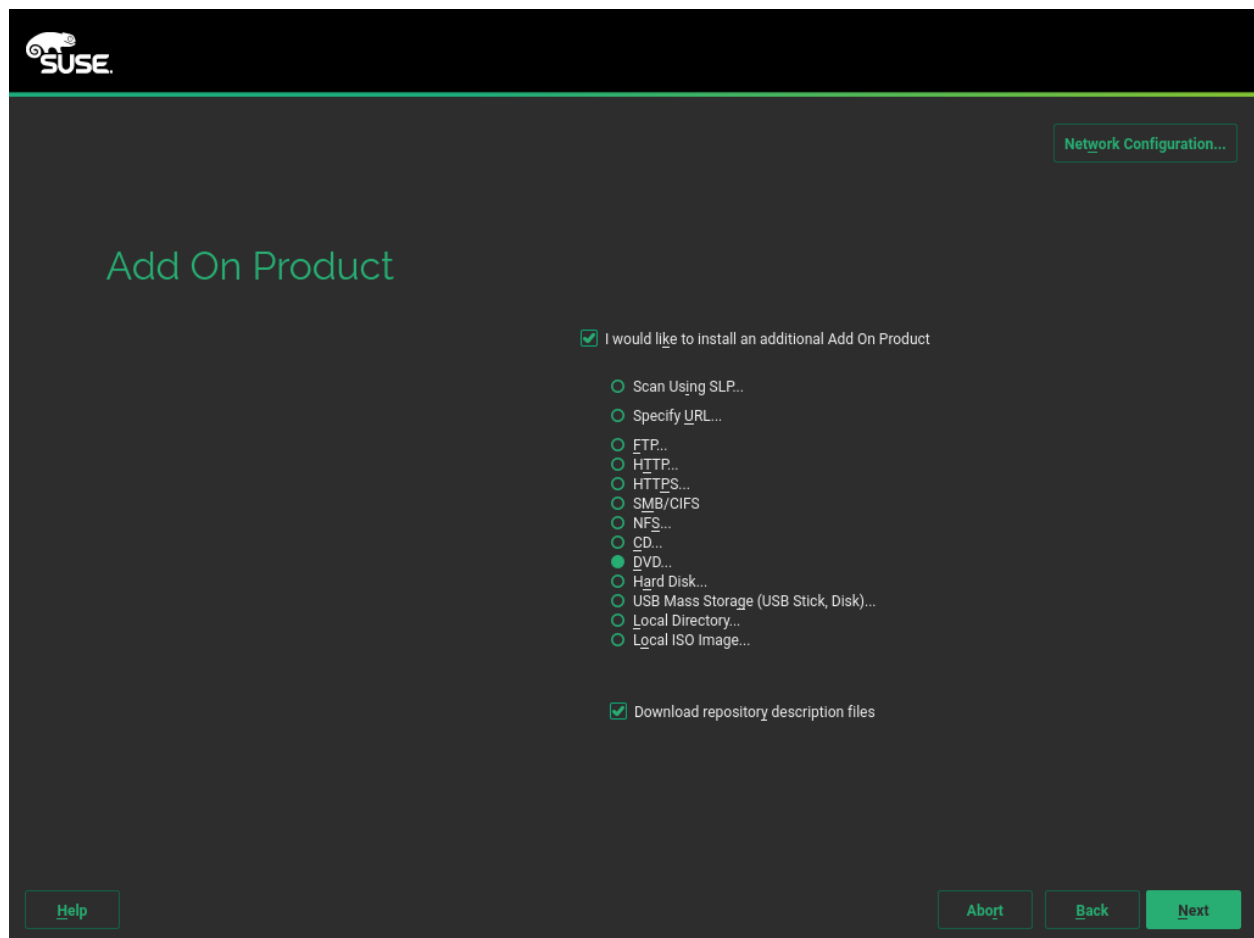 SUSE.
Network Configuration...
Add On Product
I would like to install an additional Add On Product
Scan Using SLP...
Specify URL...
FTP...
HTTP...
HTTPS...
SMB/CIFS
NFS...
CD...
DVD...
Hard Disk...
USB Mass Storage (USB Stick, Disk)...
Local Directory...
Local ISO Image...
Download repository description files
Help
Abort
Back
Next